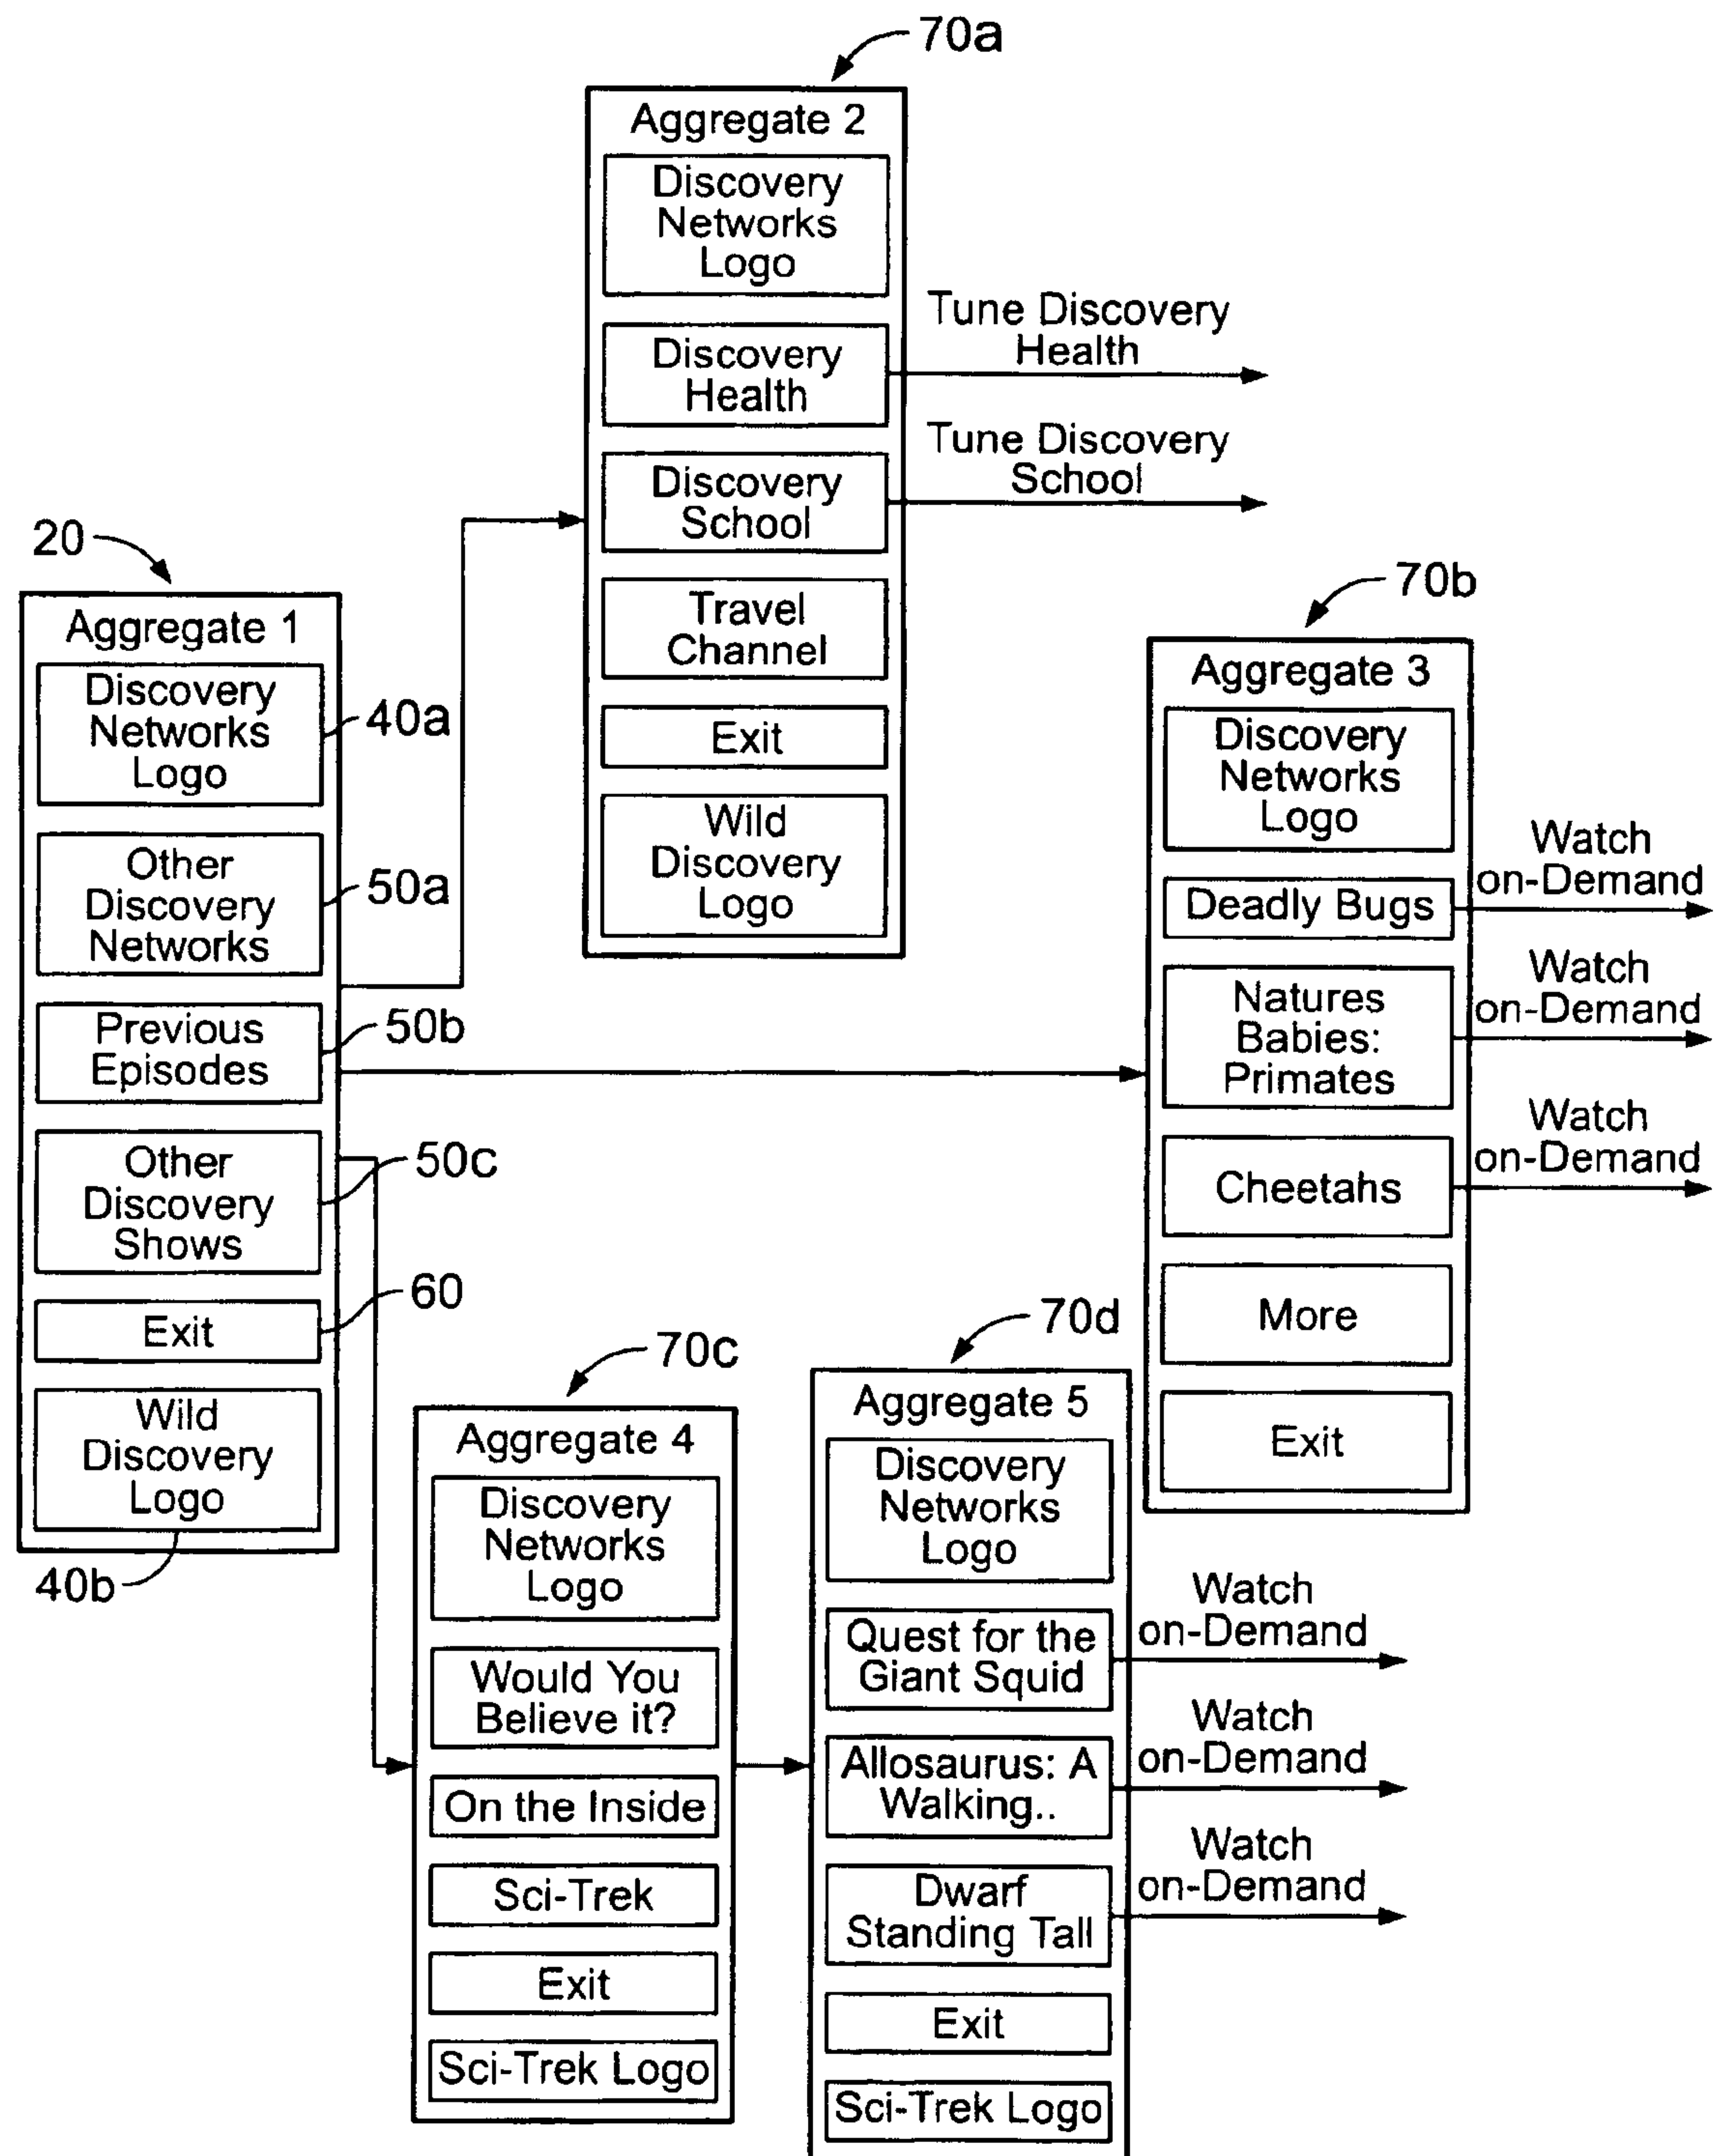 70a
Aggregate 2
Discovery
Networks
Logo
Discovery
Health
Discovery
School
Travel
Channel
Exit
Wild
Discovery
Logo
Tune Discovery
Health
Tune Discovery
School
20
Aggregate 1
Discovery
Networks
Logo
40a
Other
Discovery
Networks
50a
Previous
Episodes
50b
Other
Discovery
Shows
50c
Exit
60
Wild
Discovery
Logo
40b
70b
Aggregate 3
Discovery
Networks
Logo
Deadly Bugs
Watch
on-Demand
Natures
Babies:
Primates
Watch
on-Demand
Cheetahs
Watch
on-Demand
More
Exit
70c
Aggregate 4
Discovery
Networks
Logo
Would You
Believe it?
On the Inside
Sci-Trek
Exit
Sci-Trek Logo
70d
Aggregate 5
Discovery
Networks
Logo
Quest for the
Giant Squid
Watch
on-Demand
Allosaurus: A
Walking..
Watch
on-Demand
Dwarf
Standing Tall
Watch
on-Demand
Exit
Sci-Trek Logo